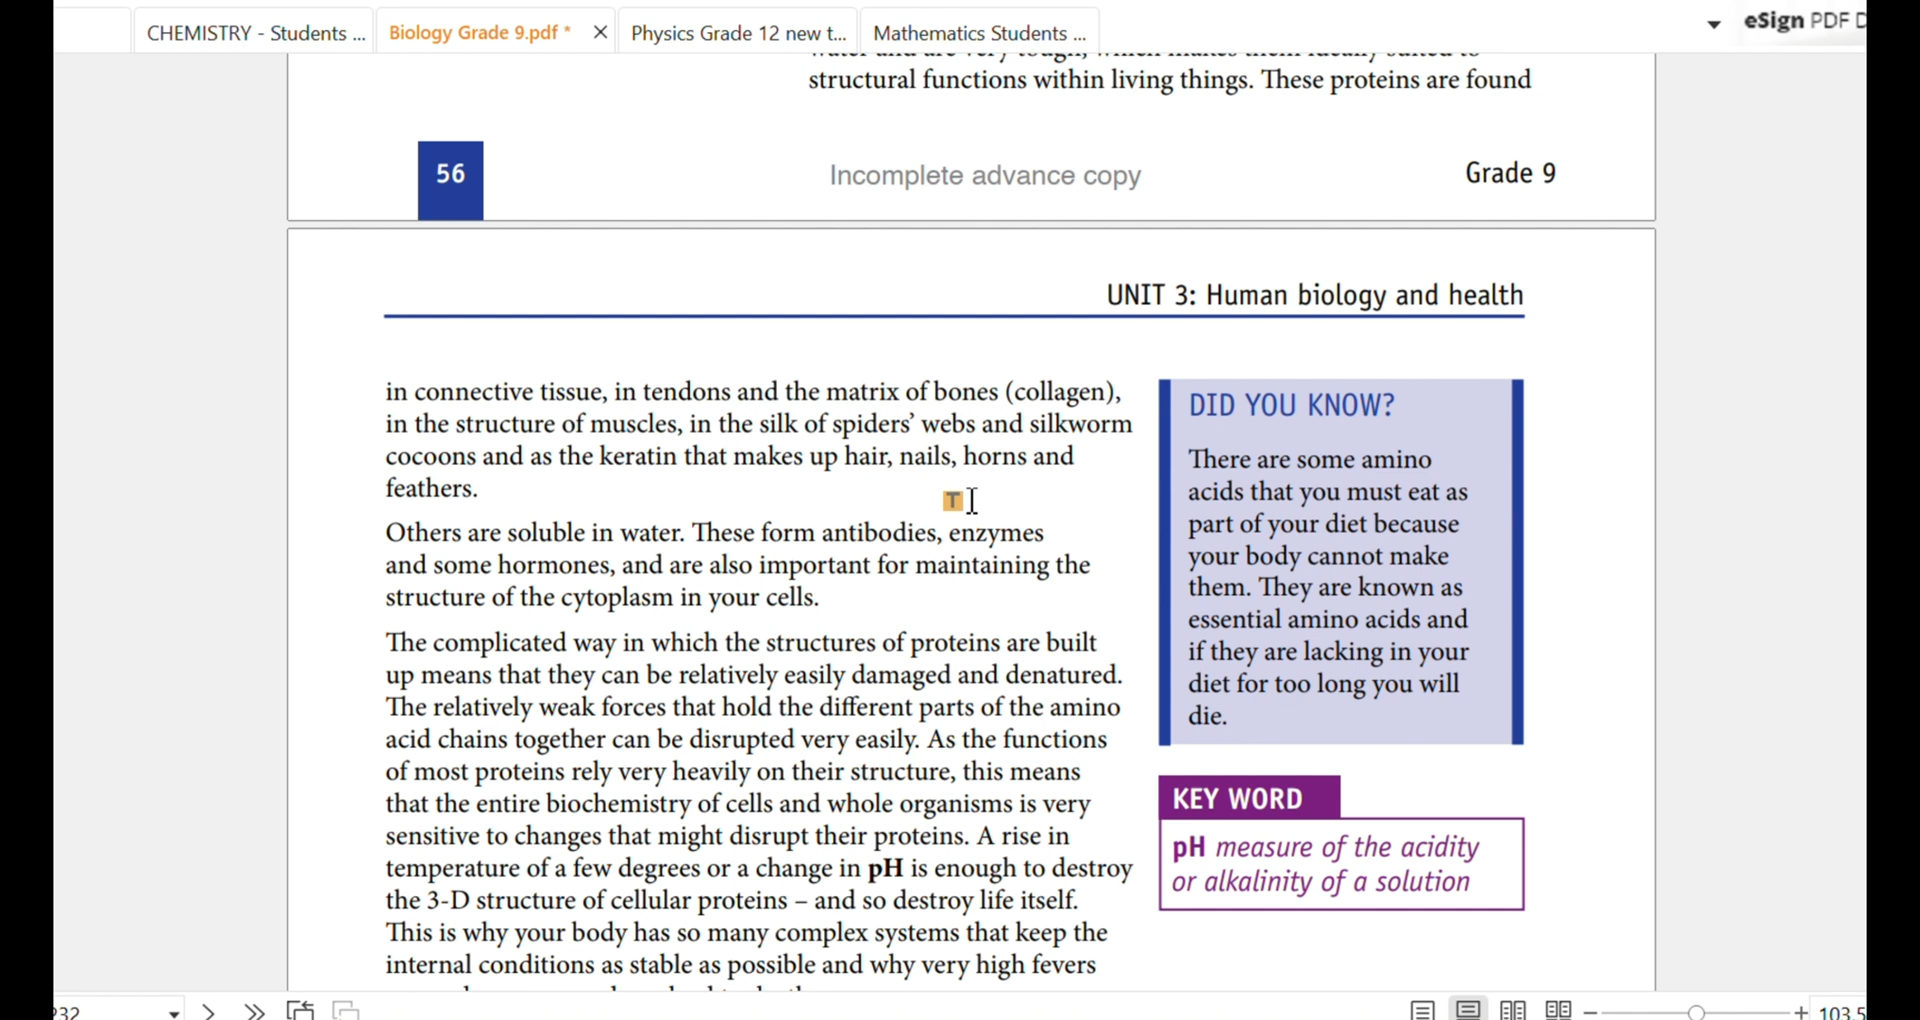 CHEMISTRY - Students ...
Biology Grade 9.pdf *
Physics Grade 12 new t...
Mathematics Students ...
eSign PDF D
structural functions within living things. These proteins are found
56
Incomplete advance copy
Grade 9
UNIT 3: Human biology and health
in connective tissue, in tendons and the matrix of bones (collagen),
in the structure of muscles, in the silk of spiders’ webs and silkworm
cocoons and as the keratin that makes up hair, nails, horns and
feathers.
T
Others are soluble in water. These form antibodies, enzymes
and some hormones, and are also important for maintaining the
structure of the cytoplasm in your cells.
The complicated way in which the structures of proteins are built
up means that they can be relatively easily damaged and denatured.
The relatively weak forces that hold the different parts of the amino
acid chains together can be disrupted very easily. As the functions
of most proteins rely very heavily on their structure, this means
that the entire biochemistry of cells and whole organisms is very
sensitive to changes that might disrupt their proteins. A rise in
temperature of a few degrees or a change in pH is enough to destroy
the 3-D structure of cellular proteins – and so destroy life itself.
This is why your body has so many complex systems that keep the
internal conditions as stable as possible and why very high fevers
DID YOU KNOW?
There are some amino
acids that you must eat as
part of your diet because
your body cannot make
them. They are known as
essential amino acids and
if they are lacking in your
diet for too long you will
die.
KEY WORD
pH measure of the acidity
or alkalinity of a solution
232
103.5